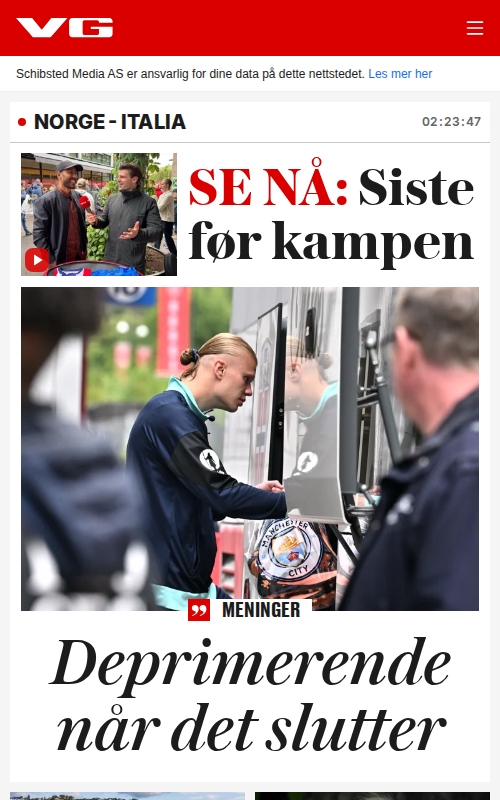 VG
Schibsted Media AS er ansvarlig for dine data på dette nettstedet. Les mer her
NORGE - ITALIA
02:23:47
SE NÅ: Siste
før kampen
MANCHESTER
CITY
MENINGER
Deprimerende
når det slutter